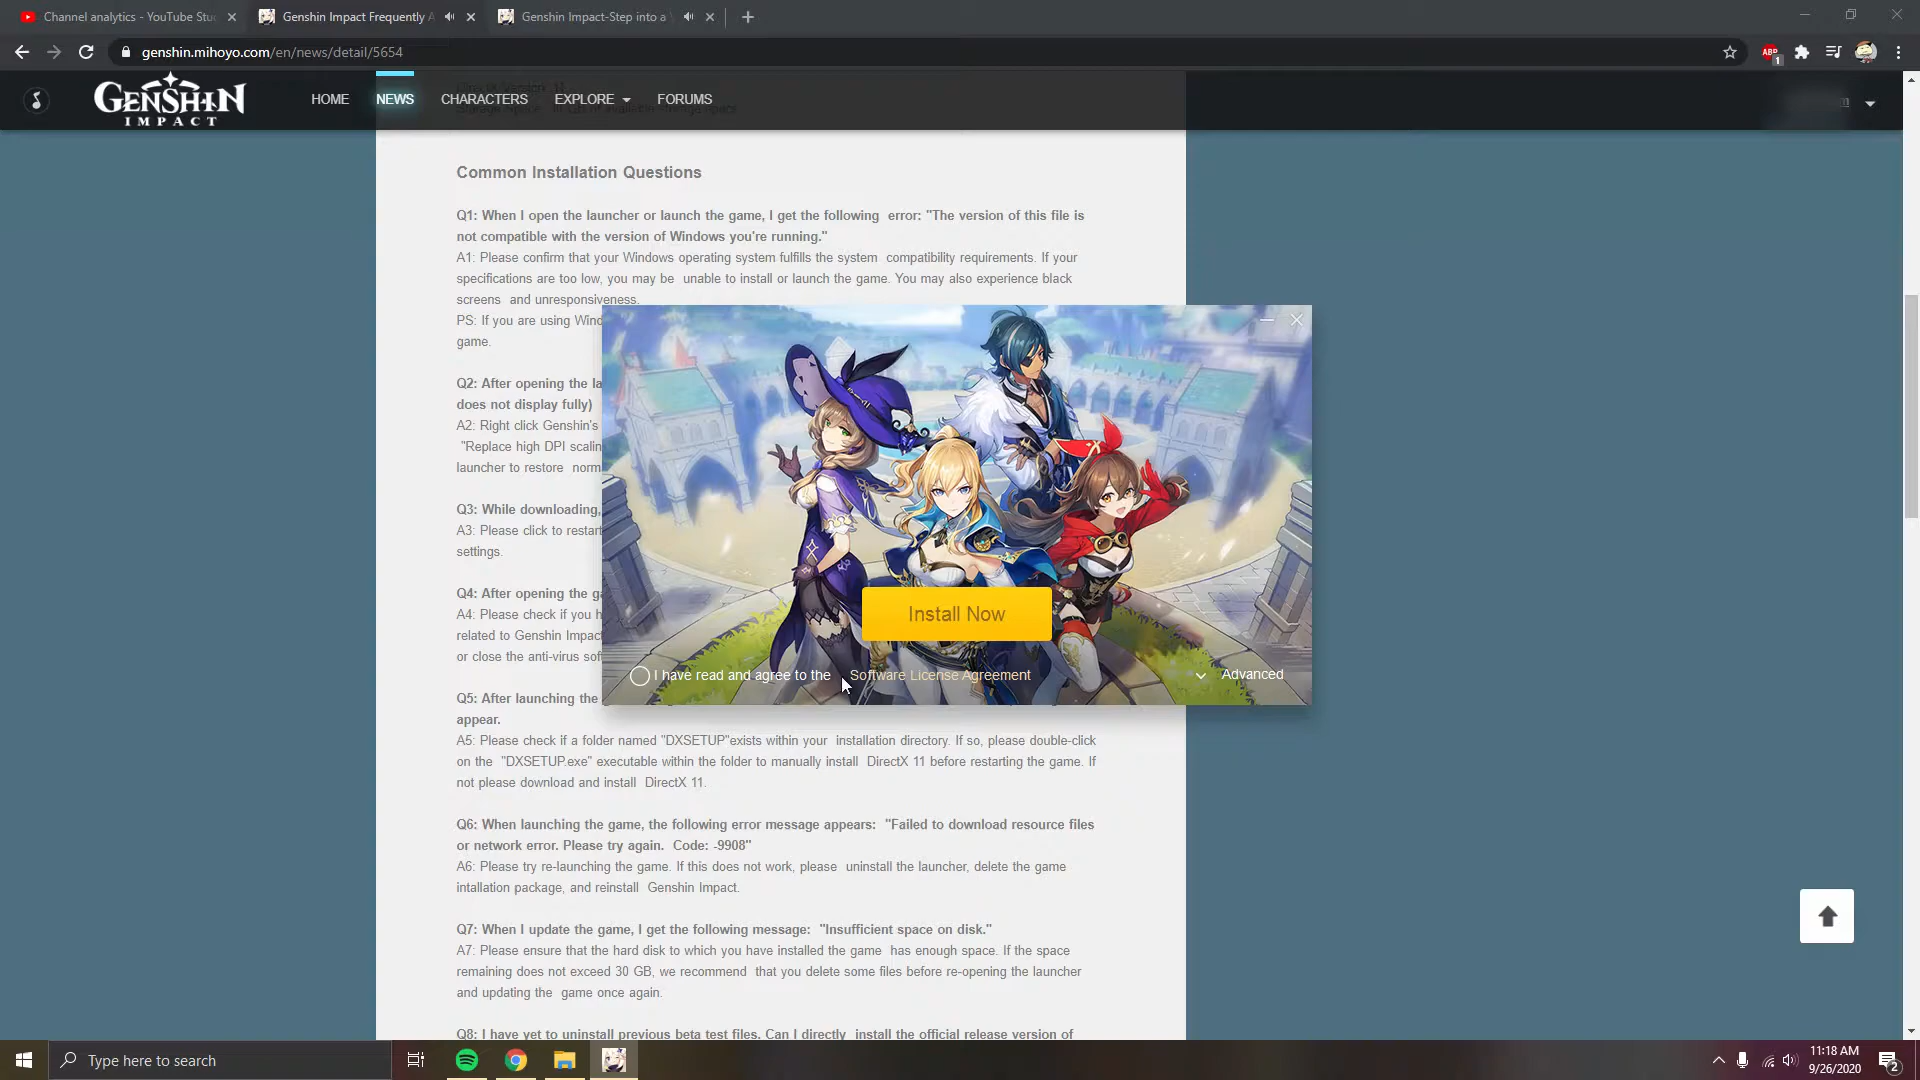 Channel analytics - YouTube Stu
Genshin Impact Frequently A
Genshin Impact-Step into a
genshin.mihoyo.com/en/news/detail/5654
ABP
1
GENSHIN
IMPACT
HOME
NEWS
CHARACTERS
EXPLORE
FORUMS
Common Installation Questions
Q1: When I open the launcher or launch the game, I get the following error: "The version of this file is
not compatible with the version of Windows you're running."
A1: Please confirm that your Windows operating system fulfills the system compatibility requirements. If your
specifications are too low, you may be unable to install or launch the game. You may also experience black
screens and unresponsiveness.
PS: If you are using Wind
game.
Q2: After opening the la
does not display fully)
A2: Right click Genshin's
"Replace high DPI scalin
launcher to restore norm
Q3: While downloading,
A3: Please click to restart
settings.
Q4: After opening the ga
A4: Please check if you h
related to Genshin Impact
or close the anti-virus soft
Q5: After launching the
appear.
A5: Please check if a folder named "DXSETUP"exists within your installation directory. If so, please double-click
on the "DXSETUP.exe" executable within the folder to manually install DirectX 11 before restarting the game. If
not please download and install DirectX 11.
Q6: When launching the game, the following error message appears: "Failed to download resource files
or network error. Please try again. Code: -9908"
A6: Please try re-launching the game. If this does not work, please uninstall the launcher, delete the game
intallation package, and reinstall Genshin Impact.
Q7: When I update the game, I get the following message: "Insufficient space on disk."
A7: Please ensure that the hard disk to which you have installed the game has enough space. If the space
remaining does not exceed 30 GB, we recommend that you delete some files before re-opening the launcher
and updating the game once again.
Q8: I have yet to uninstall previous beta test files. Can I directly install the official release version of
Install Now
I have read and agree to the Software License Agreement
Advanced
Type here to search
11:18 AM
9/26/2020
2